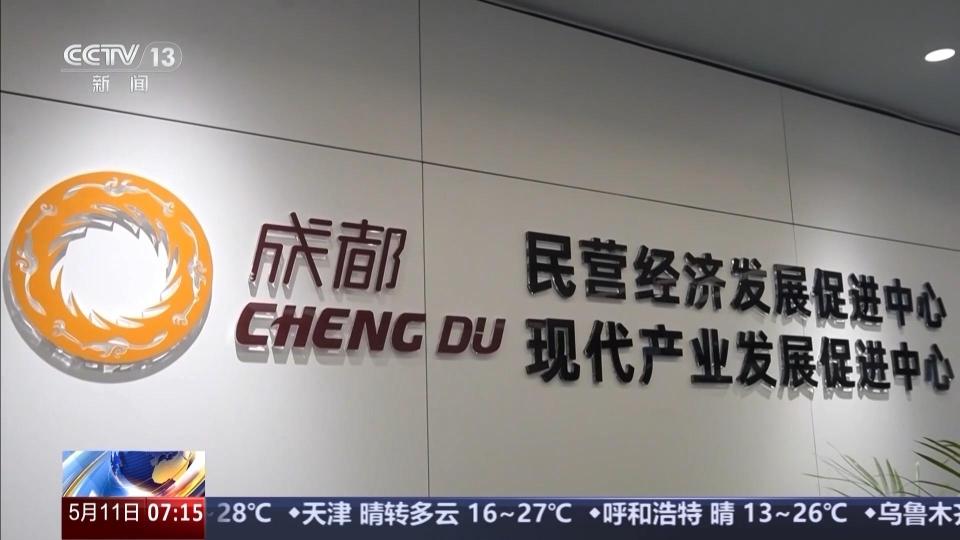 CCTV 13
新闻
成都
CHENG DU
民营经济发展促进中心
现代产业发展促进中心
5月11日 07:15
28℃ 天津 晴转多云 16~27℃ 呼和浩特 晴 13~26℃ 乌鲁木齐